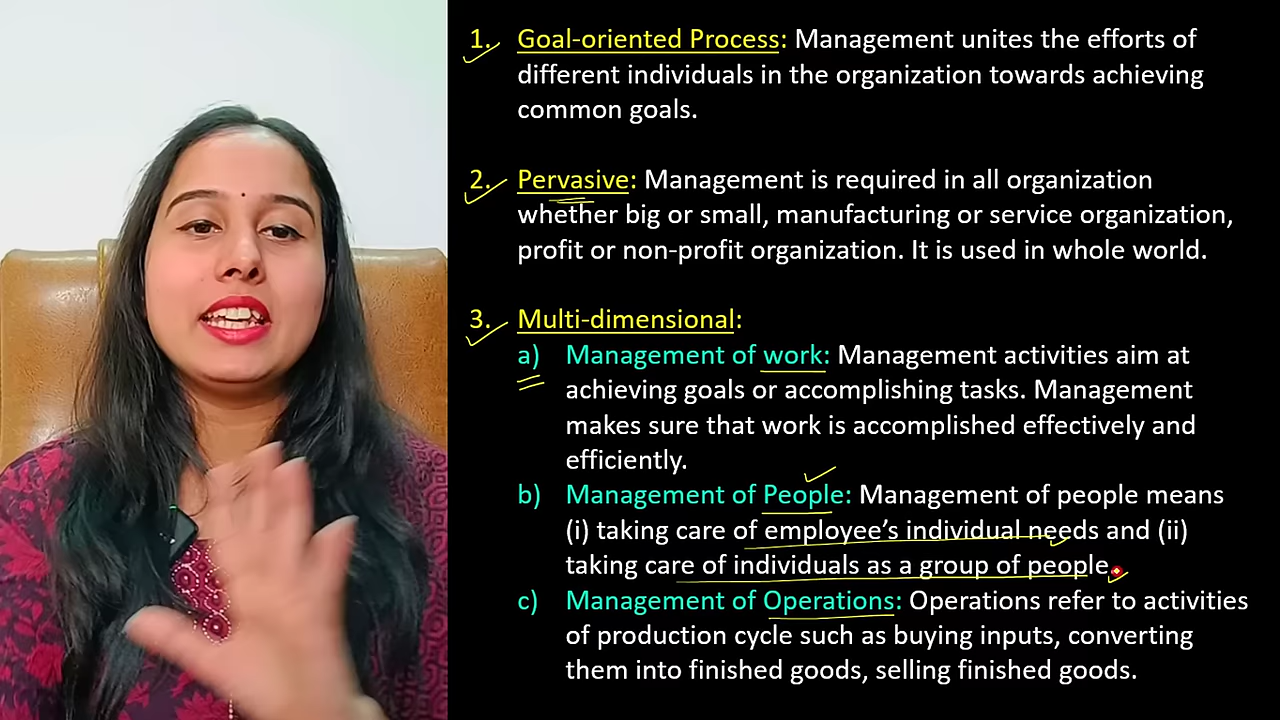 1. Goal-oriented Process: Management unites the efforts of
different individuals in the organization towards achieving
common goals.
2. Pervasive: Management is required in all organization
whether big or small, manufacturing or service organization,
profit or non-profit organization. It is used in whole world.
3. Multi-dimensional:
a) Management of work: Management activities aim at
achieving goals or accomplishing tasks. Management
makes sure that work is accomplished effectively and
efficiently.
b) Management of People: Management of people means
(i) taking care of employee’s individual needs and (ii)
taking care of individuals as a group of people.
c) Management of Operations: Operations refer to activities
of production cycle such as buying inputs, converting
them into finished goods, selling finished goods.